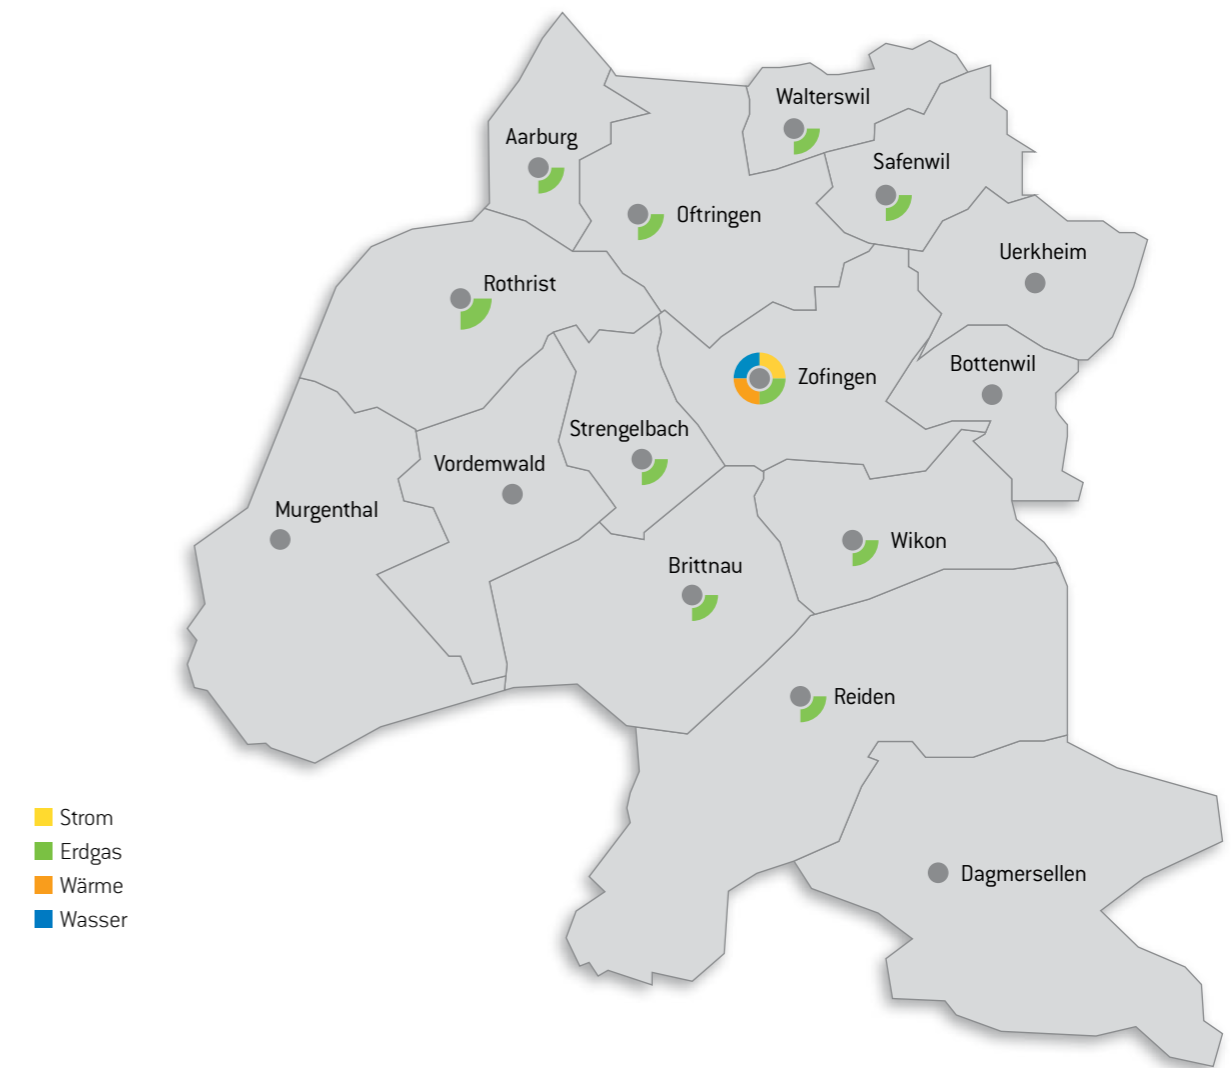 Walterswil
Aarburg
Safenwil
Oftringen
Uerkheim
Rothrist
Bottenwil
Zofingen
Strengelbach
Vordemwald
Murgenthal
Wikon
Brittnau
Reiden
Strom
Erdgas
Wärme
Wasser
Dagmersellen